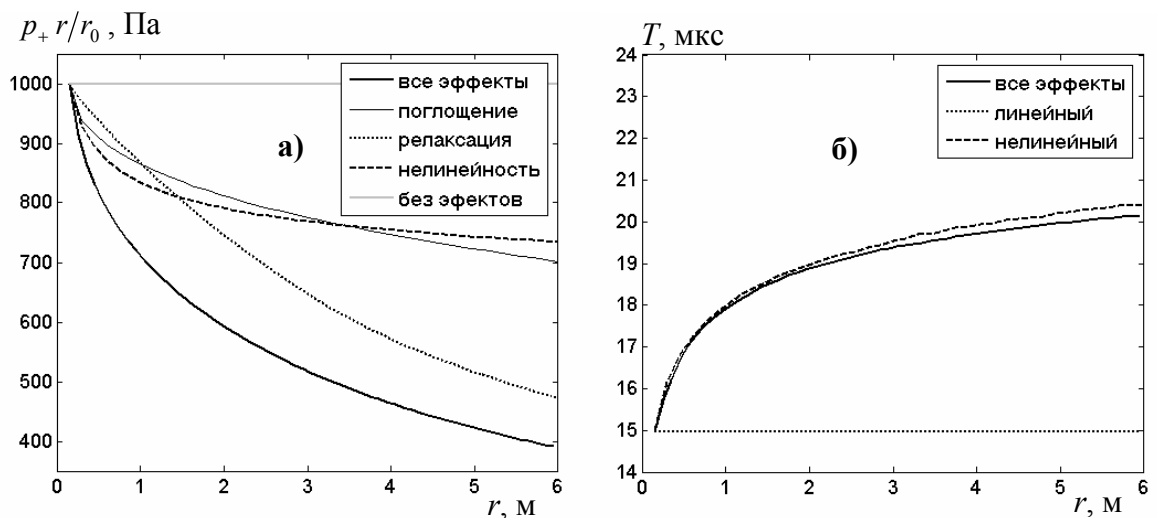 p₊ r/r₀ , Па
1000
900
800
700
600
500
400
0 1 2 3 4 5 6
r, м
а)
все эффекты
поглощение
релаксация
нелинейность
без эфектов
T, мкс
24
23
22
21
20
19
18
17
16
15
14
0 1 2 3 4 5 6
r, м
б)
все эффекты
линейный
нелинейный